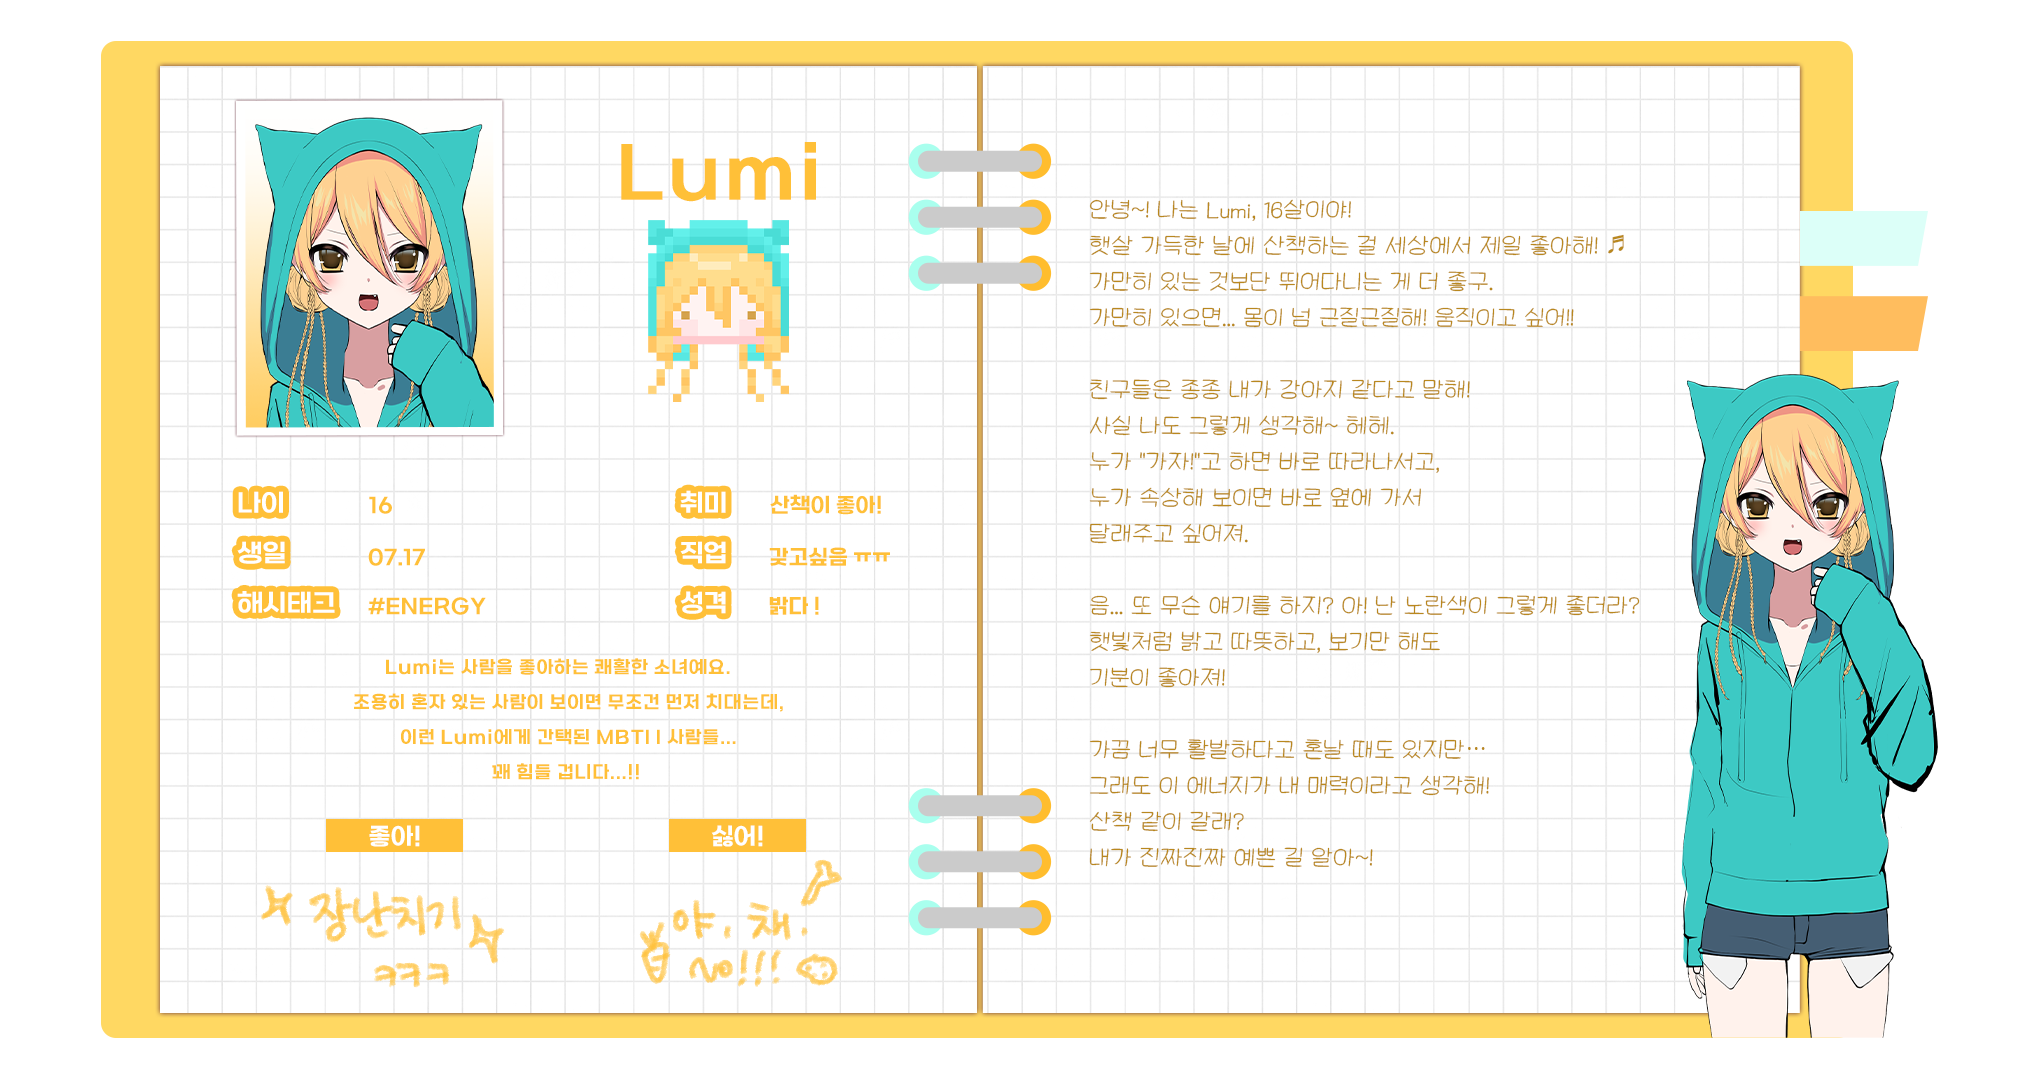 Lumi
나이 16
생일 07.17
해시태그 #ENERGY
취미 산책이 좋아!
직업 갖고싶음 ㅠㅠ
성격 밝다 !
Lumi는 사람을 좋아하는 쾌활한 소녀예요.
조용히 혼자 있는 사람이 보이면 무조건 먼저 치대는데,
이런 Lumi에게 간택된 MBTI I 사람들...
꽤 힘들 겁니다...!!
좋아!
장난치기
ㅋㅋㅋ
싫어!
야. 채.
No!!!
안녕~! 나는 Lumi, 16살이야!
햇살 가득한 날에 산책하는 걸 세상에서 제일 좋아해! ♬
가만히 있는 것보단 뛰어다니는 게 더 좋구.
가만히 있으면... 몸이 넘 근질근질해! 움직이고 싶어!!
친구들은 종종 내가 강아지 같다고 말해!
사실 나도 그렇게 생각해~ 헤헤.
누가 "가자!"고 하면 바로 따라나서고,
누가 속상해 보이면 바로 옆에 가서
달래주고 싶어져.
음... 또 무슨 얘기를 하지? 아! 난 노란색이 그렇게 좋더라?
햇빛처럼 밝고 따뜻하고, 보기만 해도
기분이 좋아져!
가끔 너무 활발하다고 혼날 때도 있지만…
그래도 이 에너지가 내 매력이라고 생각해!
산책 같이 갈래?
내가 진짜진짜 예쁜 길 알아~!